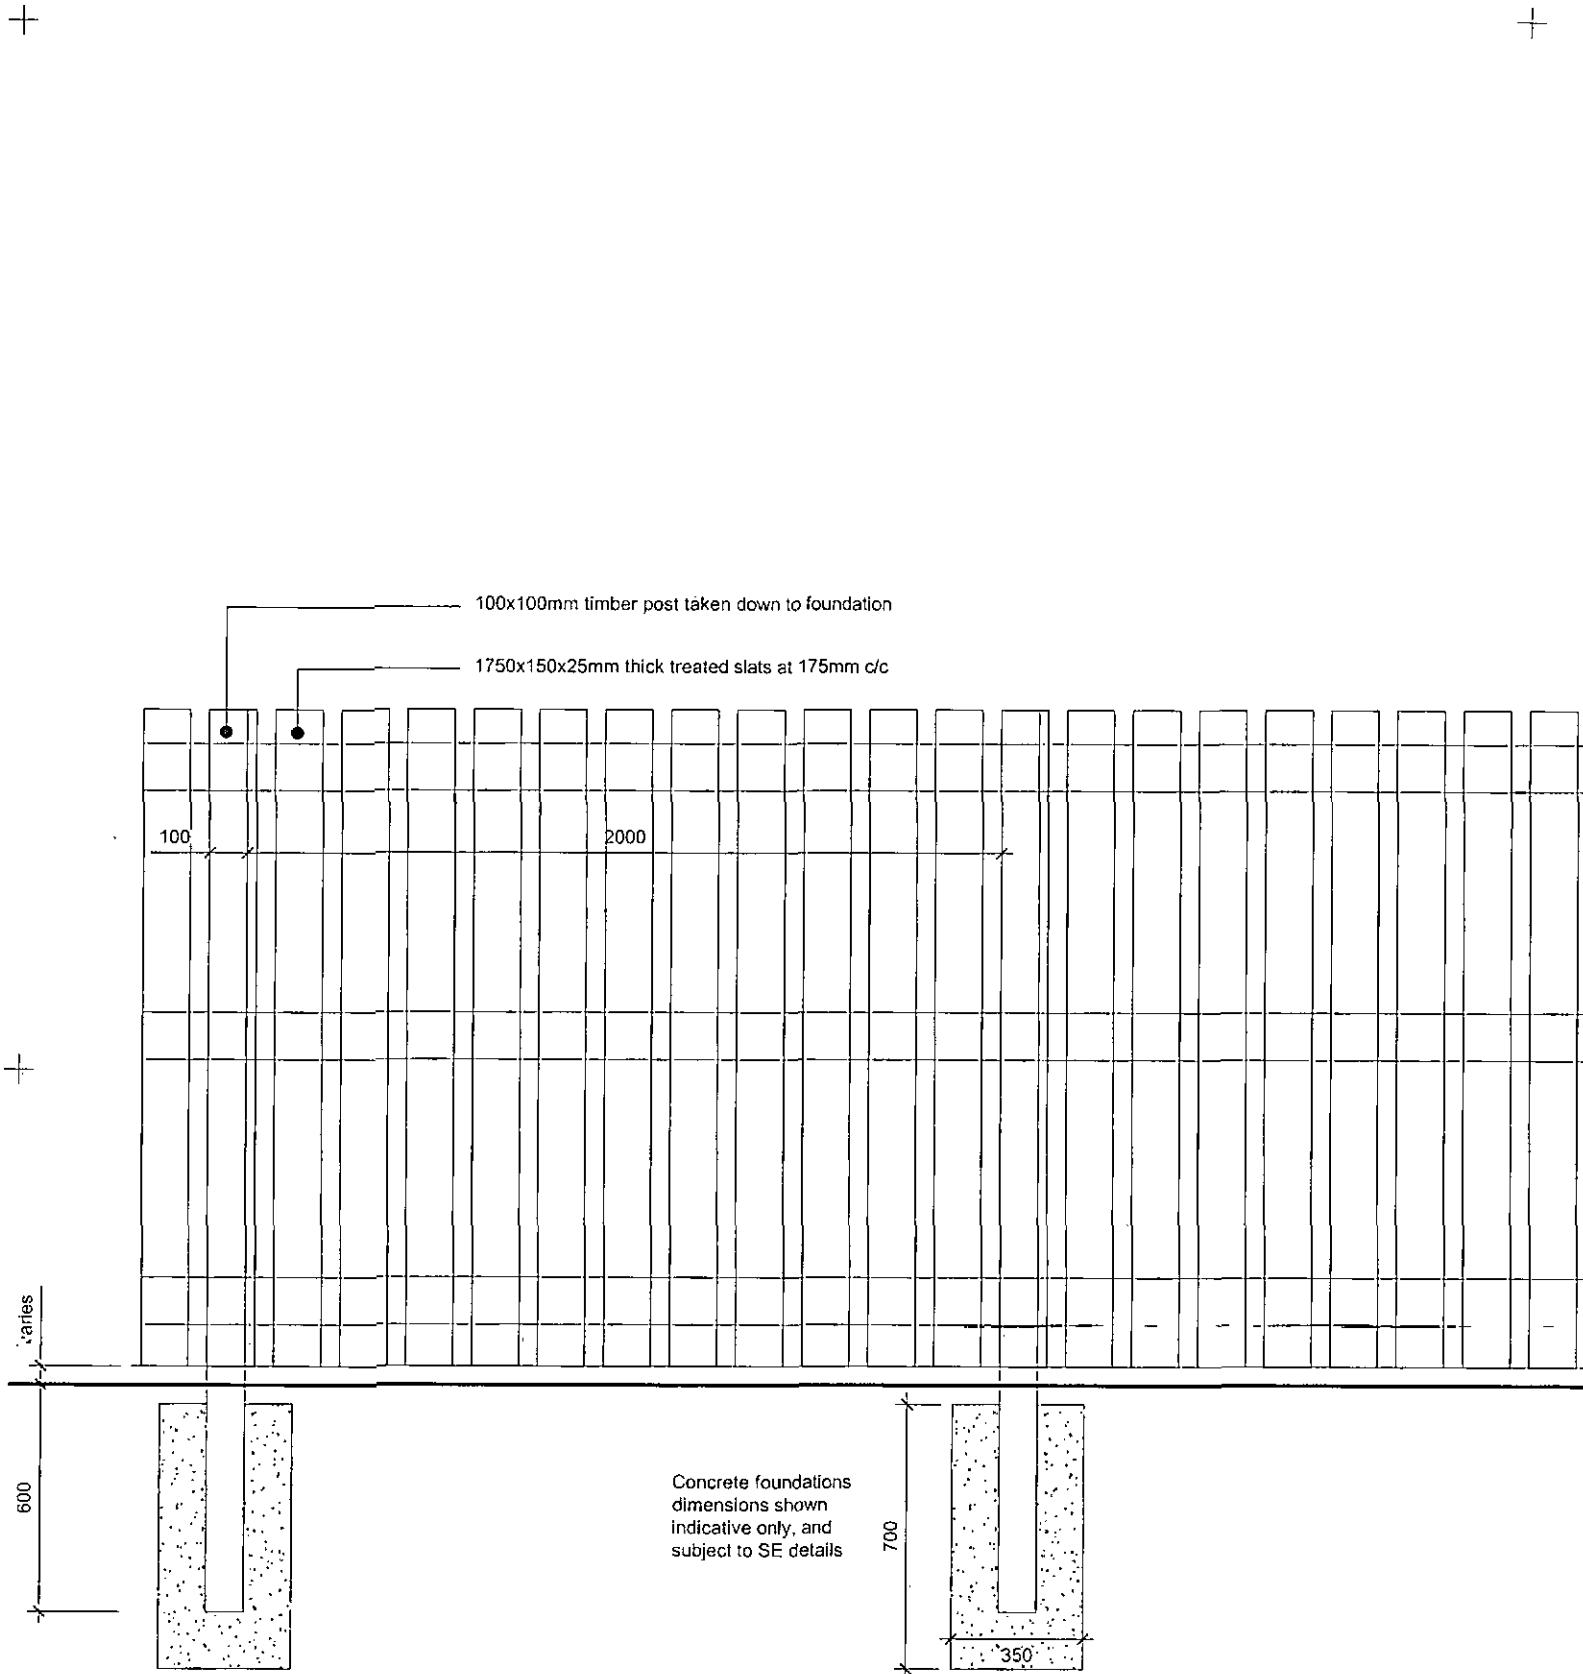 100x100mm timber post taken down to foundation
1750x150x25mm thick treated slats at 175mm c/c
100
2000
varies
600
Concrete foundations
dimensions shown
indicative only, and
subject to SE details
700
350